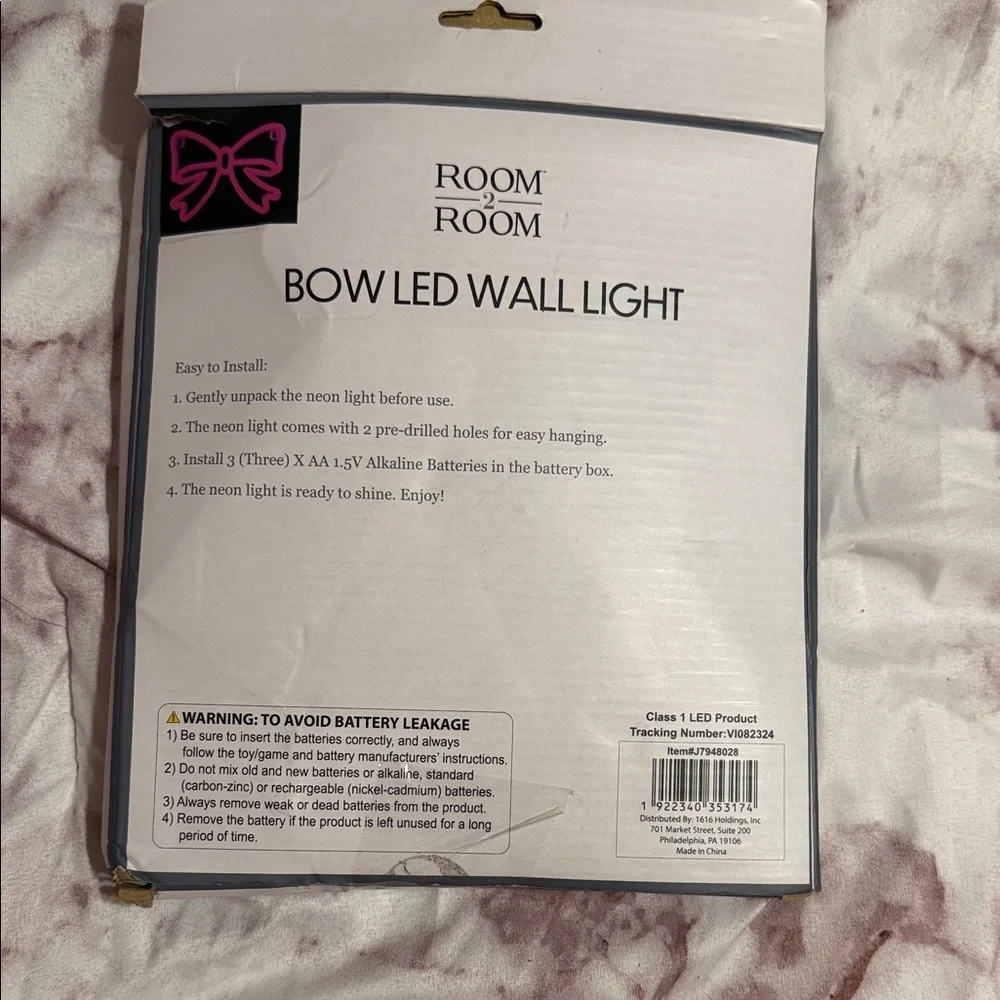 ROOM
2
ROOM
BOW LED WALL LIGHT
Easy to Install:
1. Gently unpack the neon light before use.
2. The neon light comes with 2 pre-drilled holes for easy hanging.
3. Install 3 (Three) X AA 1.5V Alkaline Batteries in the battery box.
4. The neon light is ready to shine. Enjoy!
WARNING: TO AVOID BATTERY LEAKAGE
1) Be sure to insert the batteries correctly, and always
follow the toy/game and battery manufacturers' instructions.
2) Do not mix old and new batteries or alkaline, standard
(carbon-zinc) or rechargeable (nickel-cadmium) batteries.
3) Always remove weak or dead batteries from the product.
4) Remove the battery if the product is left unused for a long
period of time.
Class 1 LED Product
Tracking Number:VI082324
Item#J7948028
1 922340 353174
Distributed By: 1616 Holdings, Inc
701 Market Street, Suite 200
Philadelphia, PA 19106
Made in China